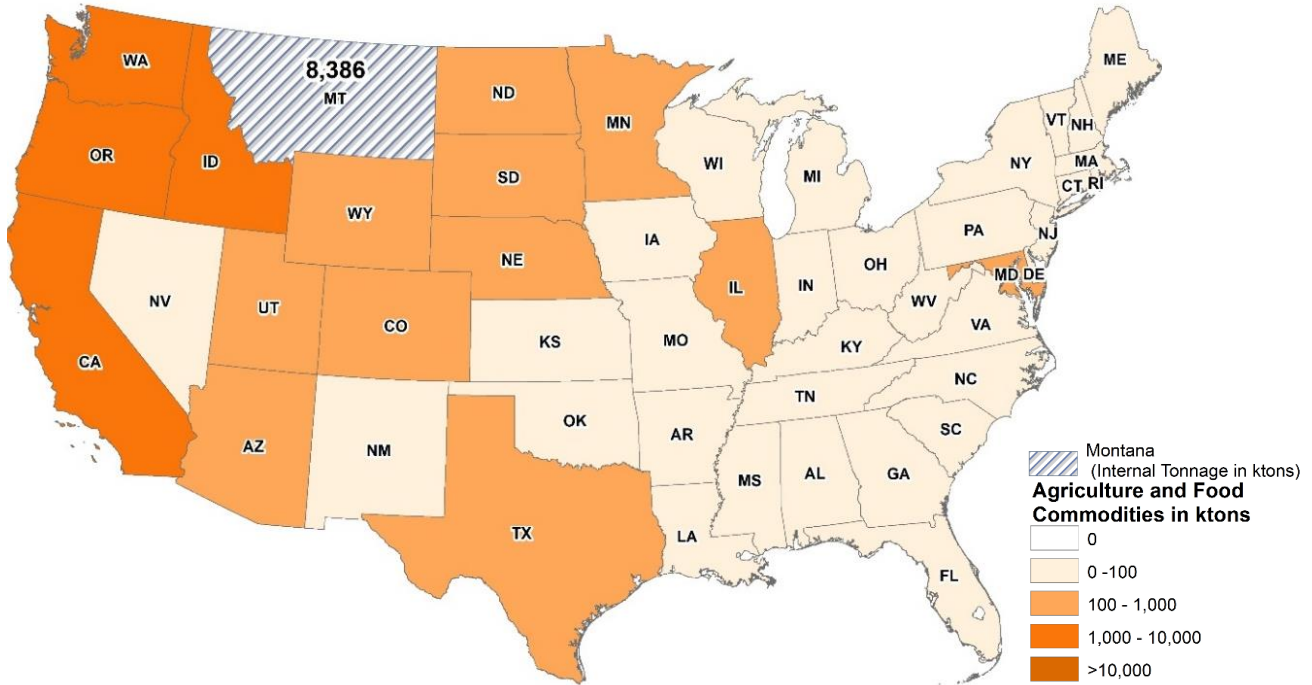 WA
8,386
MT
ND
MN
ME
VT
NH
OR
ID
SD
WI
MI
NY
MA
CT
RI
WY
NE
IA
PA
NJ
NV
UT
CO
IL
IN
OH
MD
DE
WV
VA
CA
KS
MO
KY
NC
TN
AZ
NM
OK
AR
SC
MS
AL
GA
TX
LA
FL
Montana
(Internal Tonnage in ktons)
Agriculture and Food
Commodities in ktons
0
0 -100
100 - 1,000
1,000 - 10,000
>10,000